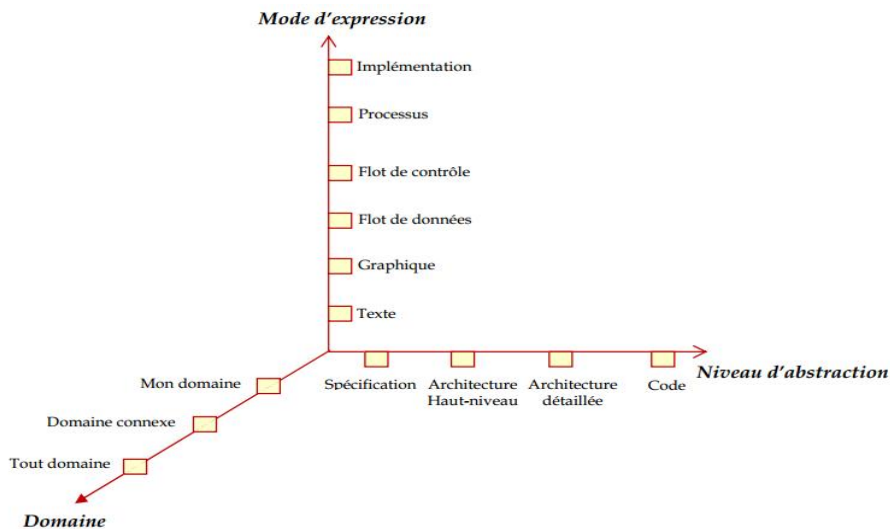 Mode d'expression
Implémentation
Processus
Flot de contrôle
Flot de données
Graphique
Texte
Mon domaine
Domaine connexe
Tout domaine
Domaine
Spécification
Architecture
Haut-niveau
Architecture
détaillée
Code
Niveau d'abstraction